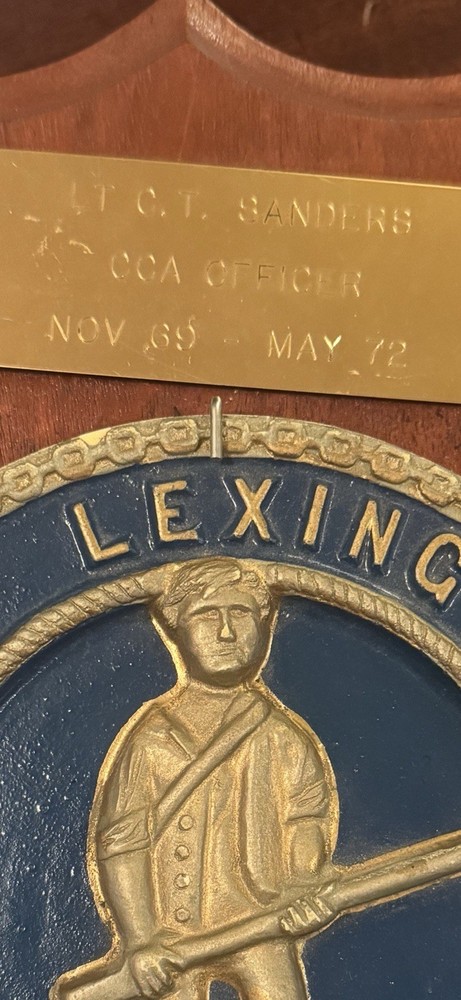 LT C.T. SANDERS
CCA OFFICER
NOV 69 - MAY 72
LEXING